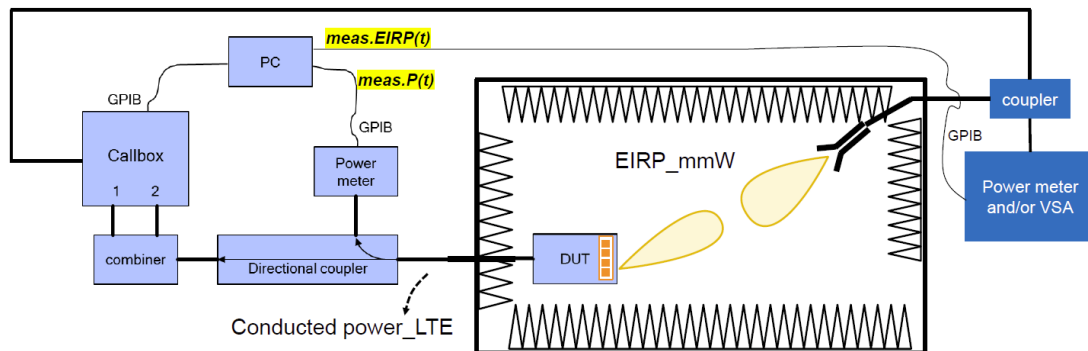 meas.EIRP(t)
PC
meas.P(t)
GPIB
coupler
GPIB
GPIB
Callbox
EIRP_mmW
Power
meter
1 2
Power meter
and/or VSA
combiner
Directional coupler
DUT
Conducted power_LTE